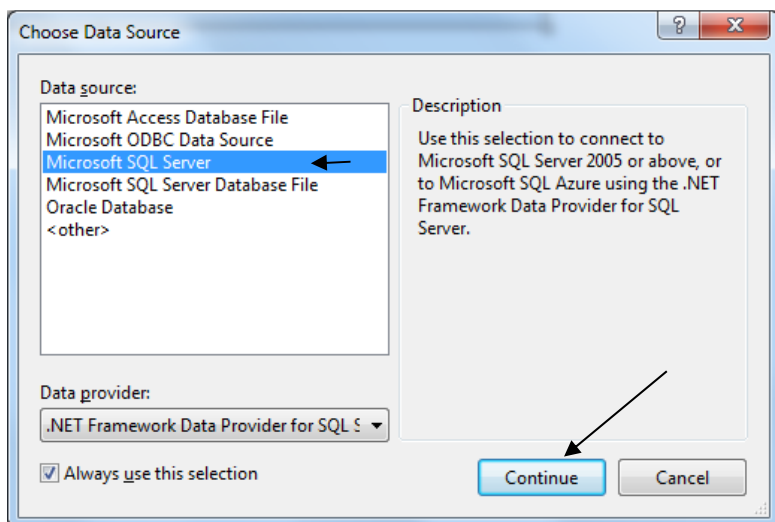 Choose Data Source
Data source:
Microsoft Access Database File
Microsoft ODBC Data Source
Microsoft SQL Server
Microsoft SQL Server Database File
Oracle Database
<other>
Description
Use this selection to connect to
Microsoft SQL Server 2005 or above, or
to Microsoft SQL Azure using the .NET
Framework Data Provider for SQL
Server.
Data provider:
.NET Framework Data Provider for SQL S
Always use this selection
Continue
Cancel